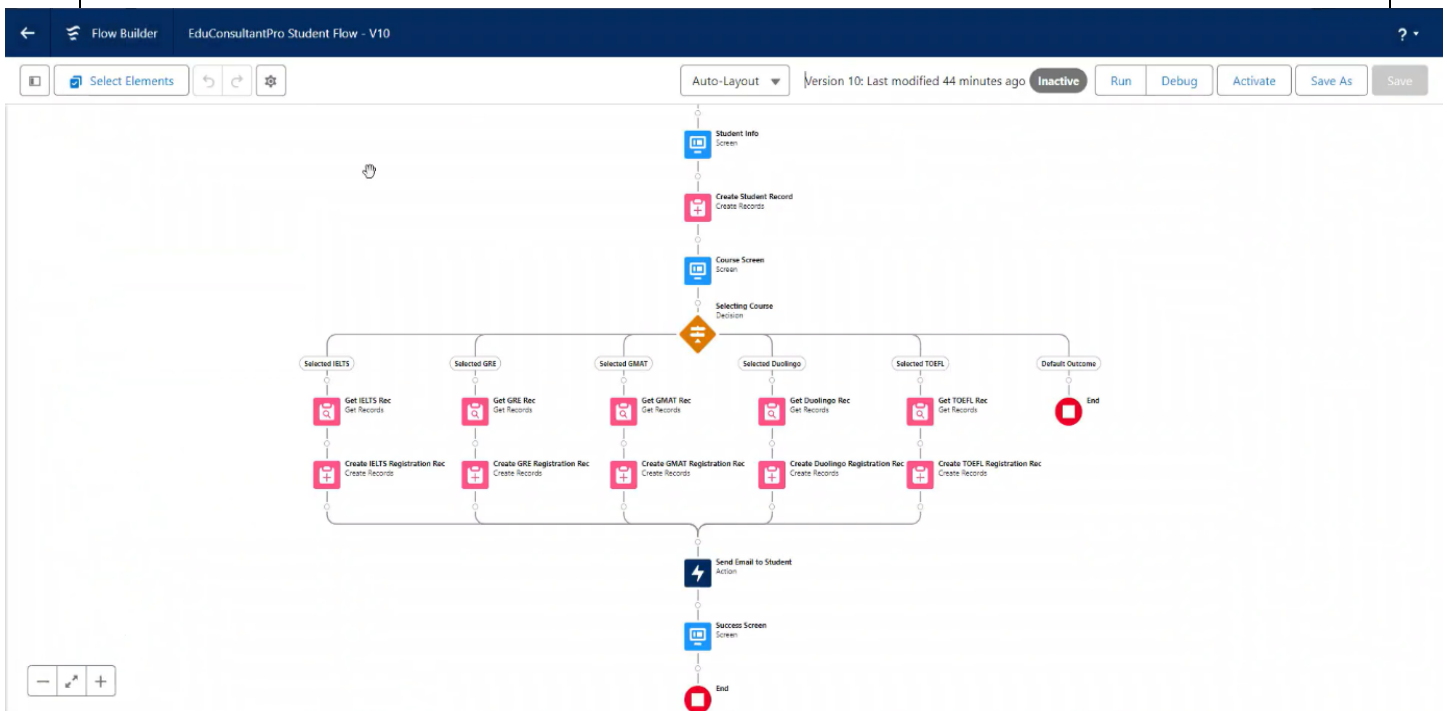 Flow Builder EduConsultantPro Student Flow - V10 ?
Select Elements Auto-Layout Version 10: Last modified 44 minutes ago Inactive Run Debug Activate Save As Save
Student Info
Screen
Create Student Record
Create Records
Course Screen
Screen
Selecting Course
Decision
Selected IELTS Selected GRE Selected GMAT Selected Duolingo Selected TOEFL Default Outcome
Get IELTS Rec Get GRE Rec Get GMAT Rec Get Duolingo Rec Get TOEFL Rec End
Get Records Get Records Get Records Get Records Get Records
Create IELTS Registration Rec Create GRE Registration Rec Create GMAT Registration Rec Create Duolingo Registration Rec Create TOEFL Registration Rec
Create Records Create Records Create Records Create Records Create Records
Send Email to Student
Action
Success Screen
Screen
End